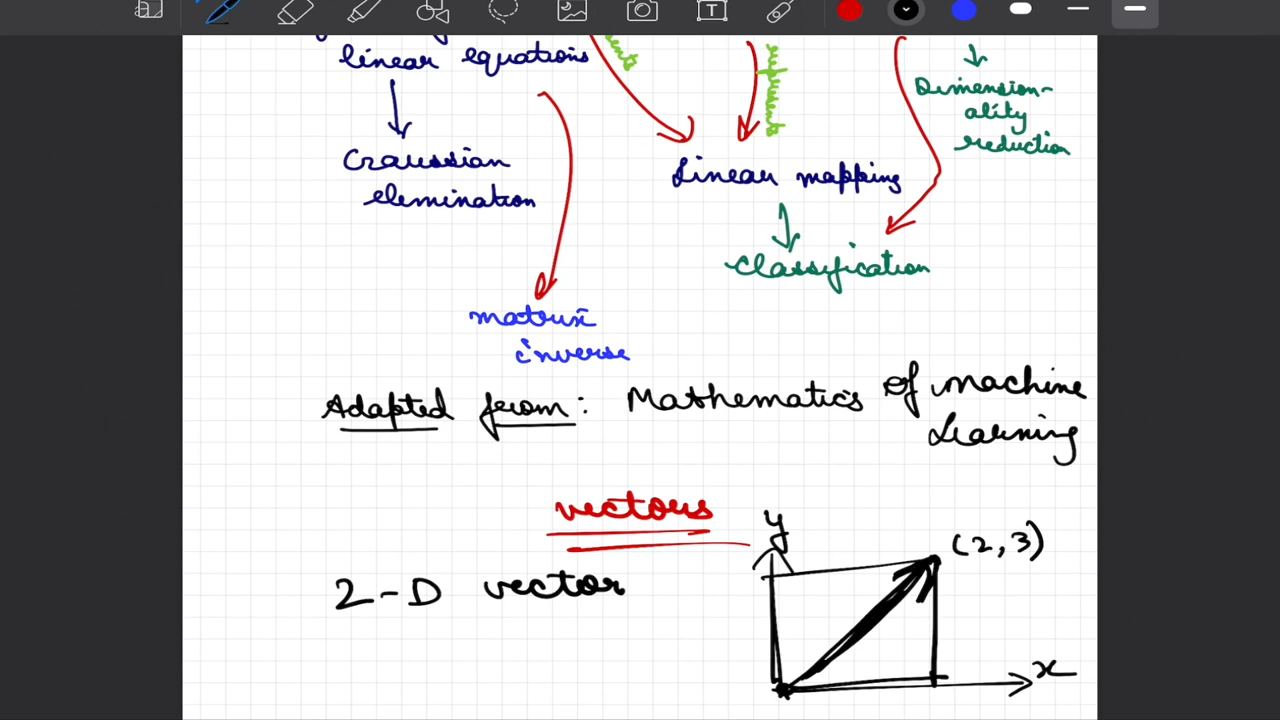 linear equations
Dimension-
ality
reduction
Graussian
elemination
Linear mapping
Classification
matrix
inverse
Adapted from: Mathematics of machine
Learning
vectors
y
(2,3)
2-D vector
x